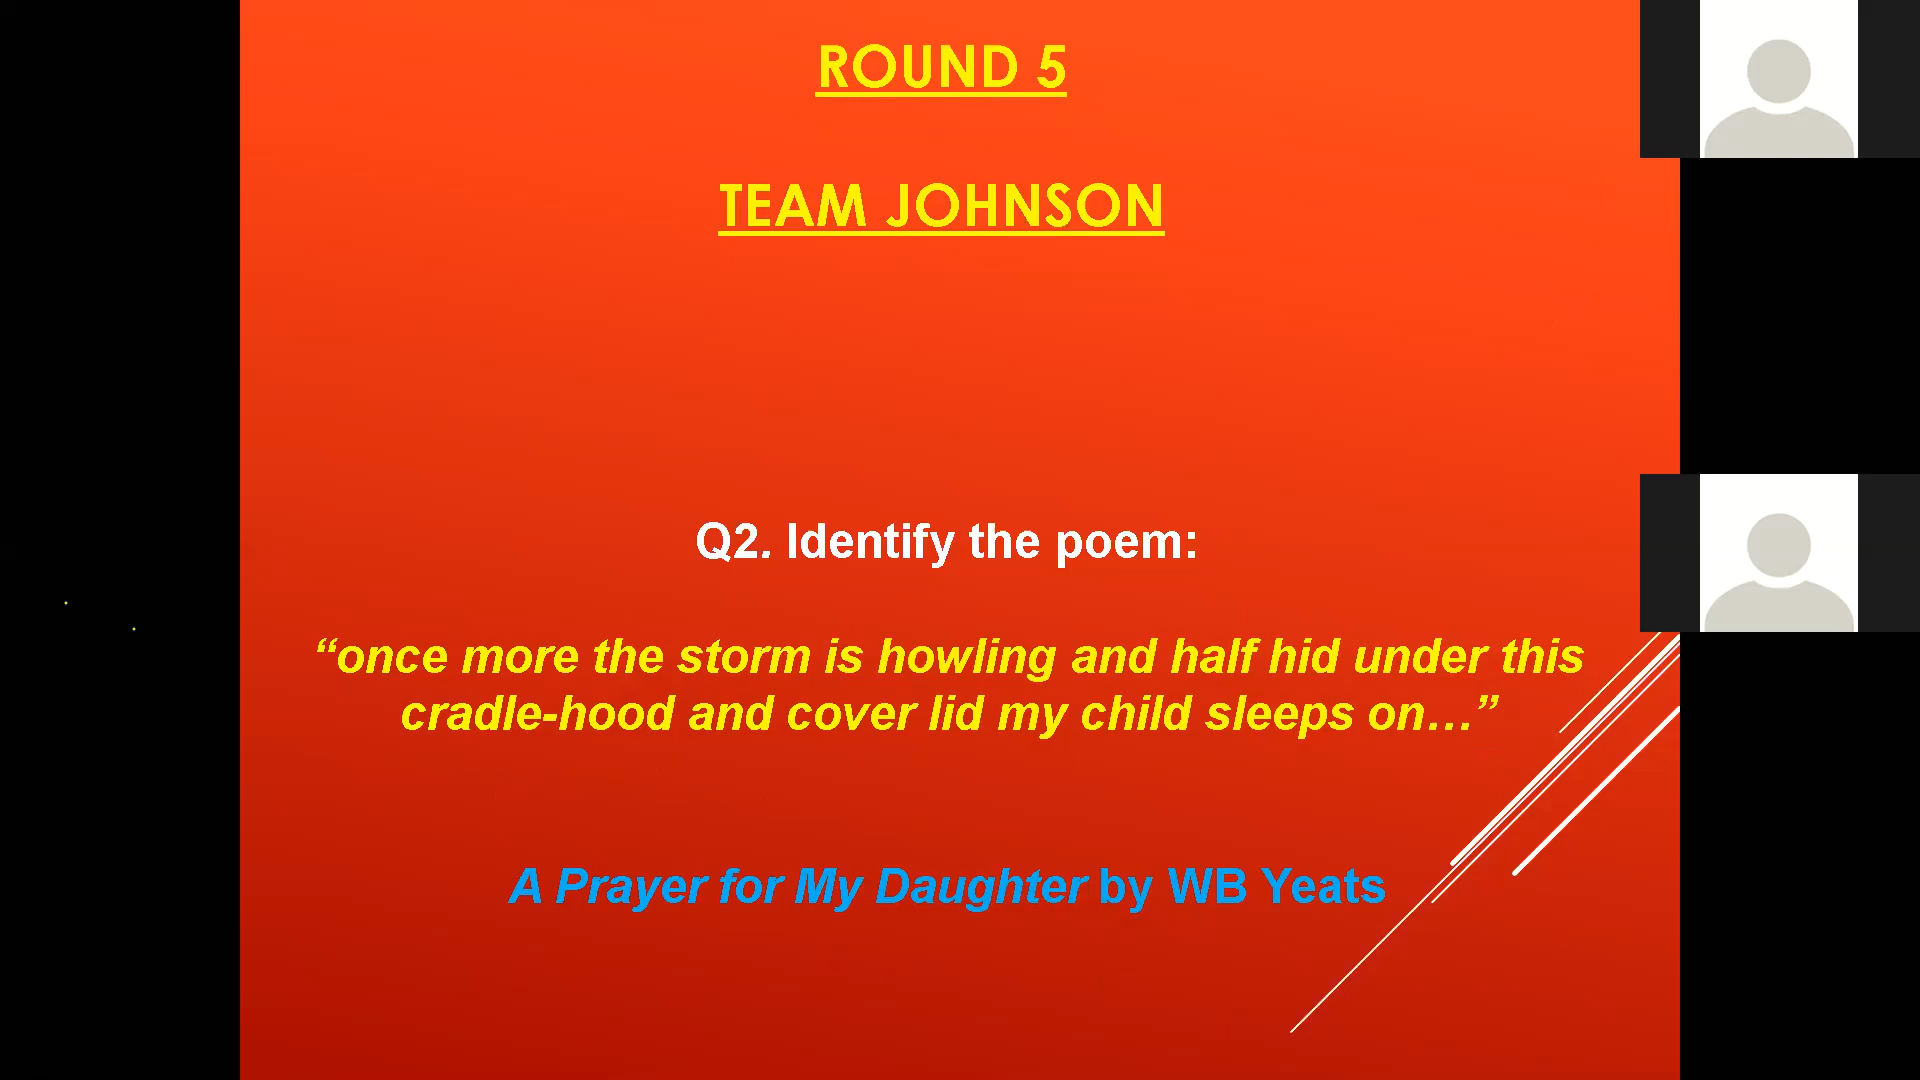 ROUND 5
TEAM JOHNSON
Q2. Identify the poem:
“once more the storm is howling and half hid under this
cradle-hood and cover lid my child sleeps on…”
A Prayer for My Daughter by WB Yeats